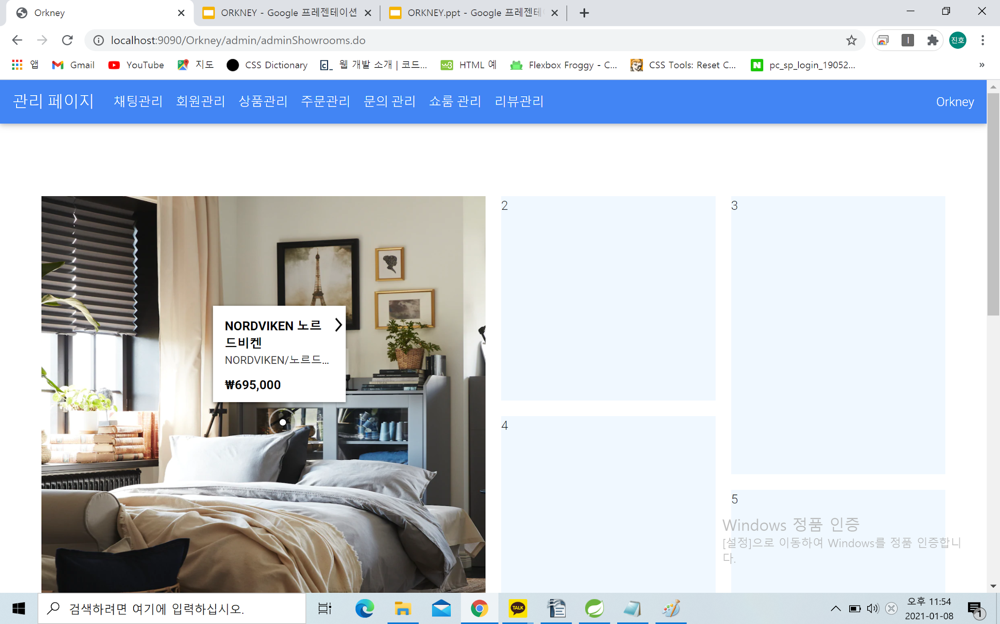 Orkney
ORKNEY - Google 프레젠테이션
ORKNEY.ppt - Google 프레젠테
localhost:9090/Orkney/admin/adminShowrooms.do
진호
앱
Gmail
YouTube
지도
CSS Dictionary
웹 개발 소개 | 코드...
HTML 예
Flexbox Froggy - C...
CSS Tools: Reset C...
pc_sp_login_19052...
관리 페이지
채팅관리
회원관리
상품관리
주문관리
문의 관리
쇼룸 관리
리뷰관리
Orkney
NORDVIKEN 노르
드비켄
NORDVIKEN/노르드...
₩695,000
2
3
4
5
Windows 정품 인증
[설정]으로 이동하여 Windows를 정품 인증합니
다.
검색하려면 여기에 입력하십시오.
TALK
오후 11:54
2021-01-08
1